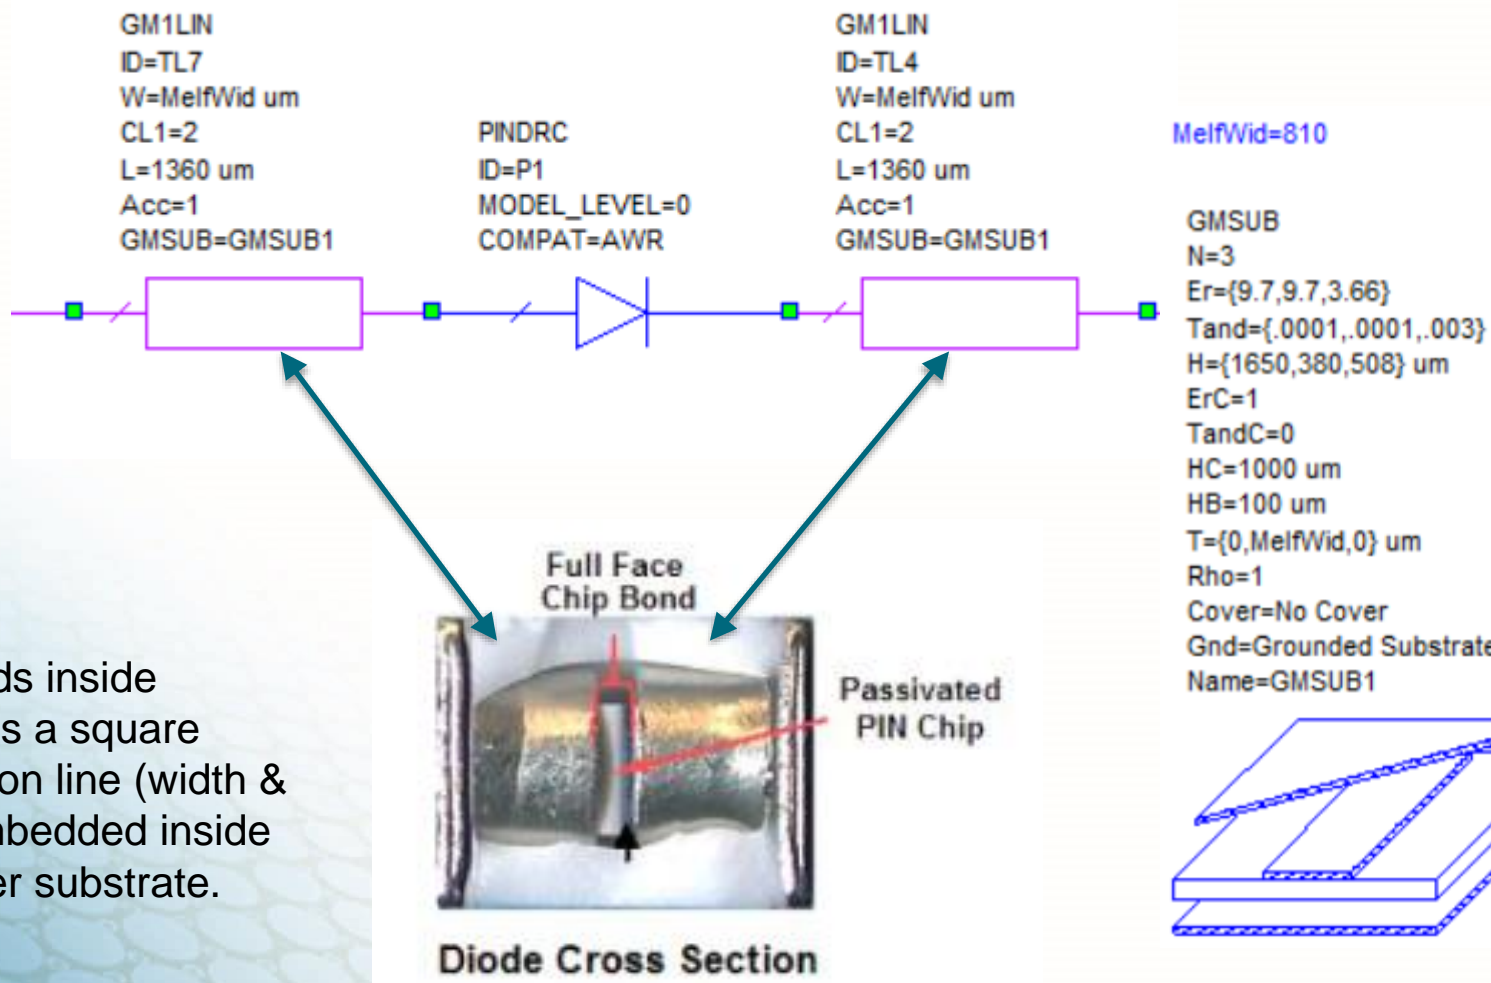 GM1LIN
ID=TL7
W=MelfWid um
CL1=2
L=1360 um
Acc=1
GMSUB=GMSUB1
PINDRC
ID=P1
MODEL_LEVEL=0
COMPAT=AWR
GM1LIN
ID=TL4
W=MelfWid um
CL1=2
L=1360 um
Acc=1
GMSUB=GMSUB1
MelfWid=810
GMSUB
N=3
Er={9.7,9.7,3.66}
Tand={.0001,.0001,.003}
H={1650,380,508} um
ErC=1
TandC=0
HC=1000 um
HB=100 um
T={0,MelfWid,0} um
Rho=1
Cover=No Cover
Gnd=Grounded Substrate
Name=GMSUB1
Full Face
Chip Bond
Passivated
PIN Chip
Diode Cross Section
ds inside
s a square
on line (width &
nbedded inside
er substrate.